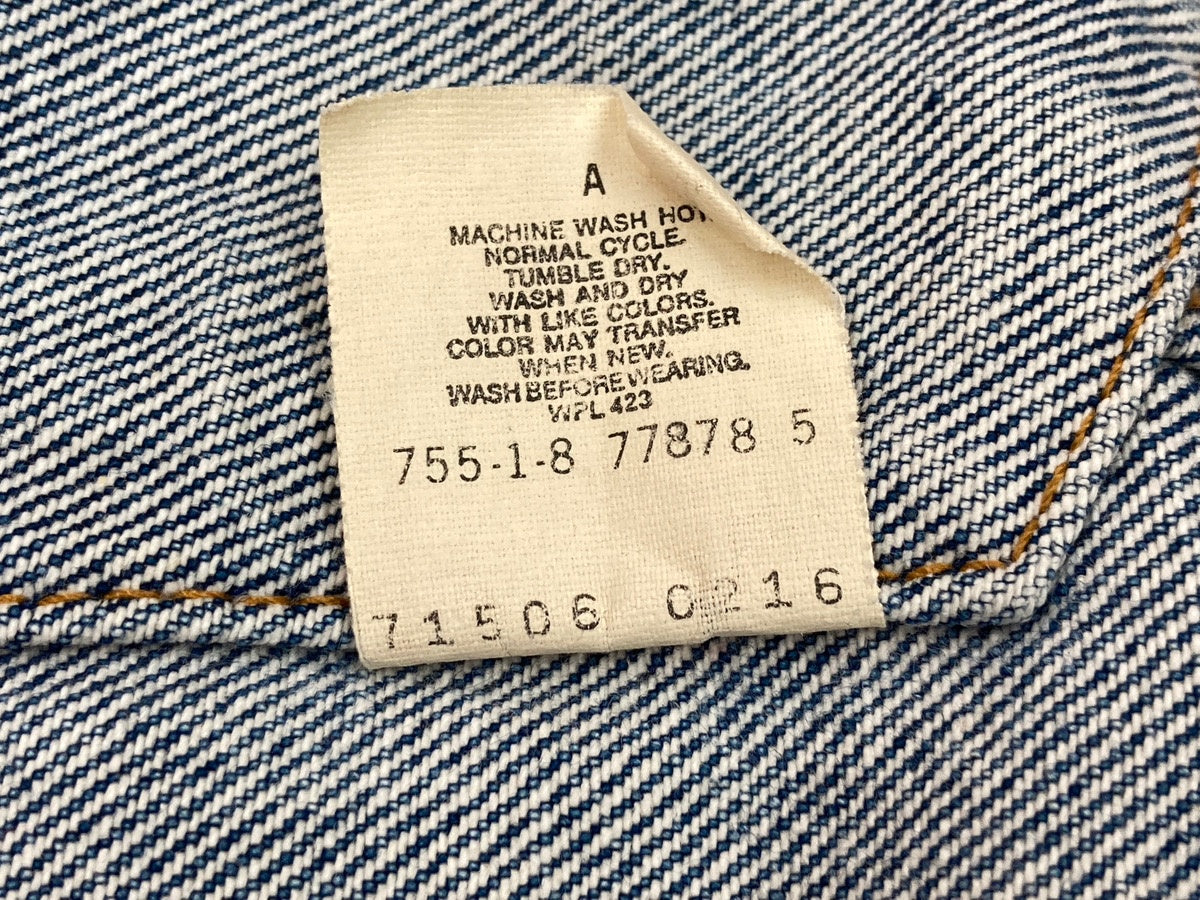 A
MACHINE WASH HOT
NORMAL CYCLE.
TUMBLE DRY.
WASH AND DRY
WITH LIKE COLORS.
COLOR MAY TRANSFER
WHEN NEW.
WASH BEFORE WEARING.
WPL 423
755-1-8 77878 5
71506 0216